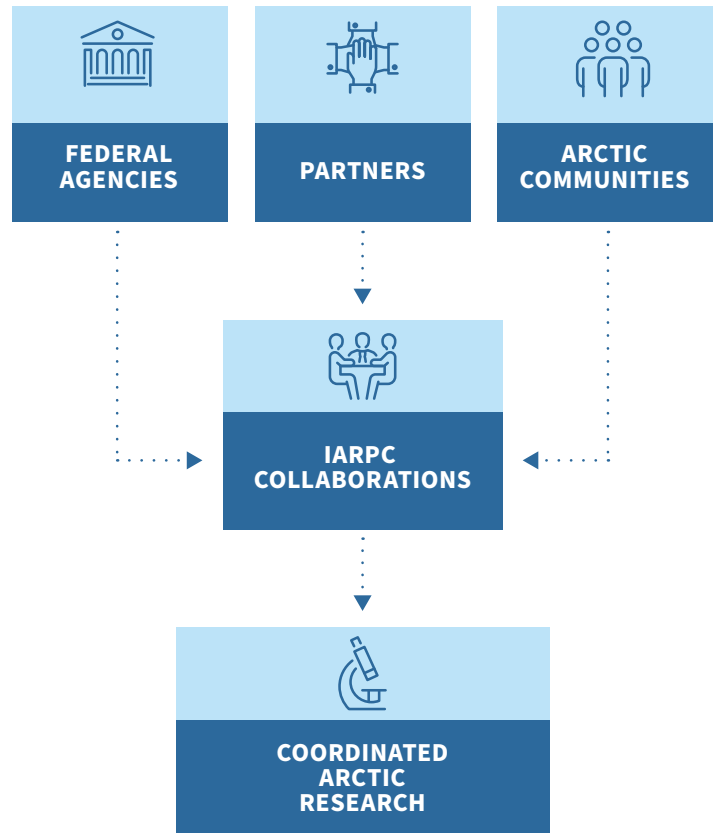 FEDERAL
AGENCIES
PARTNERS
ARCTIC
COMMUNITIES
IARPC
COLLABORATIONS
COORDINATED
ARCTIC
RESEARCH